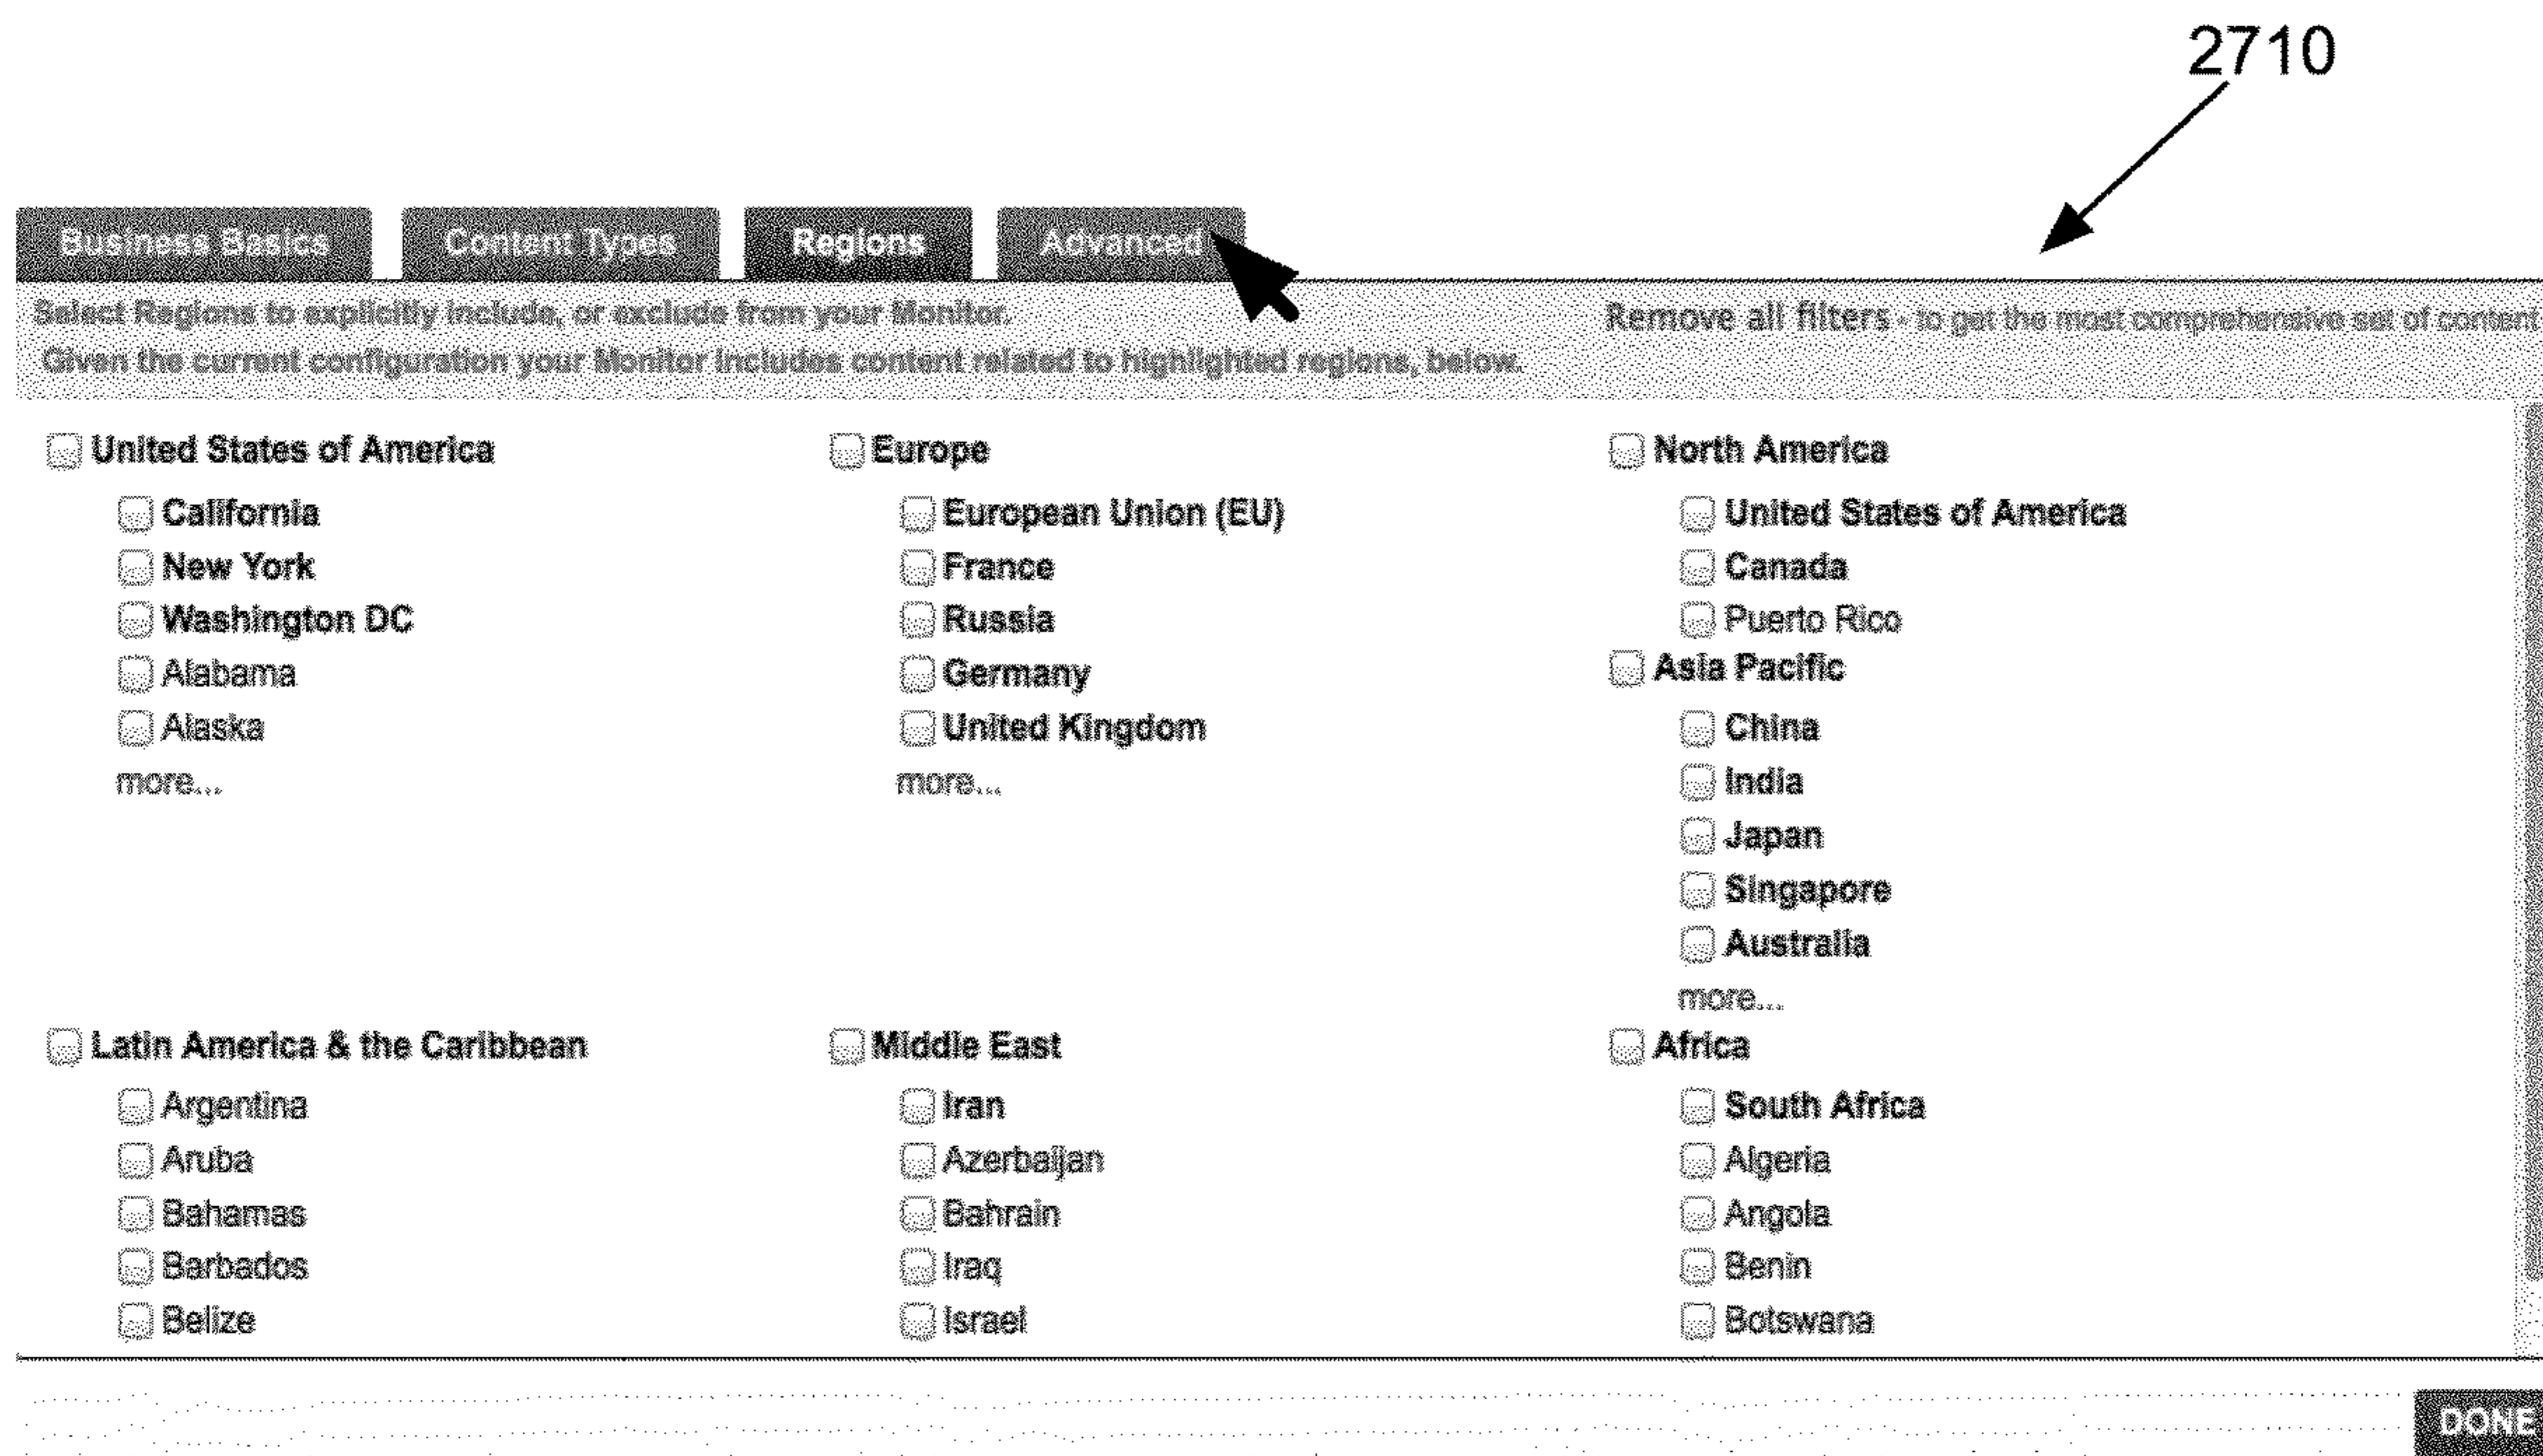 2710
Business Basics Content Types Regions Advanced
Select Regions to explicitly include, or exclude from your Monitor.
Remove all filters - to get the most comprehensive set of content
Given the current configuration your Monitor includes content related to highlighted regions, below.
United States of America
California
New York
Washington DC
Alabama
Alaska
more...
Europe
European Union (EU)
France
Russia
Germany
United Kingdom
more...
North America
United States of America
Canada
Puerto Rico
Asia Pacific
China
India
Japan
Singapore
Australia
more...
Latin America & the Caribbean
Argentina
Aruba
Bahamas
Barbados
Belize
Middle East
Iran
Azerbaijan
Bahrain
Iraq
Israel
Africa
South Africa
Algeria
Angola
Benin
Botswana
DONE